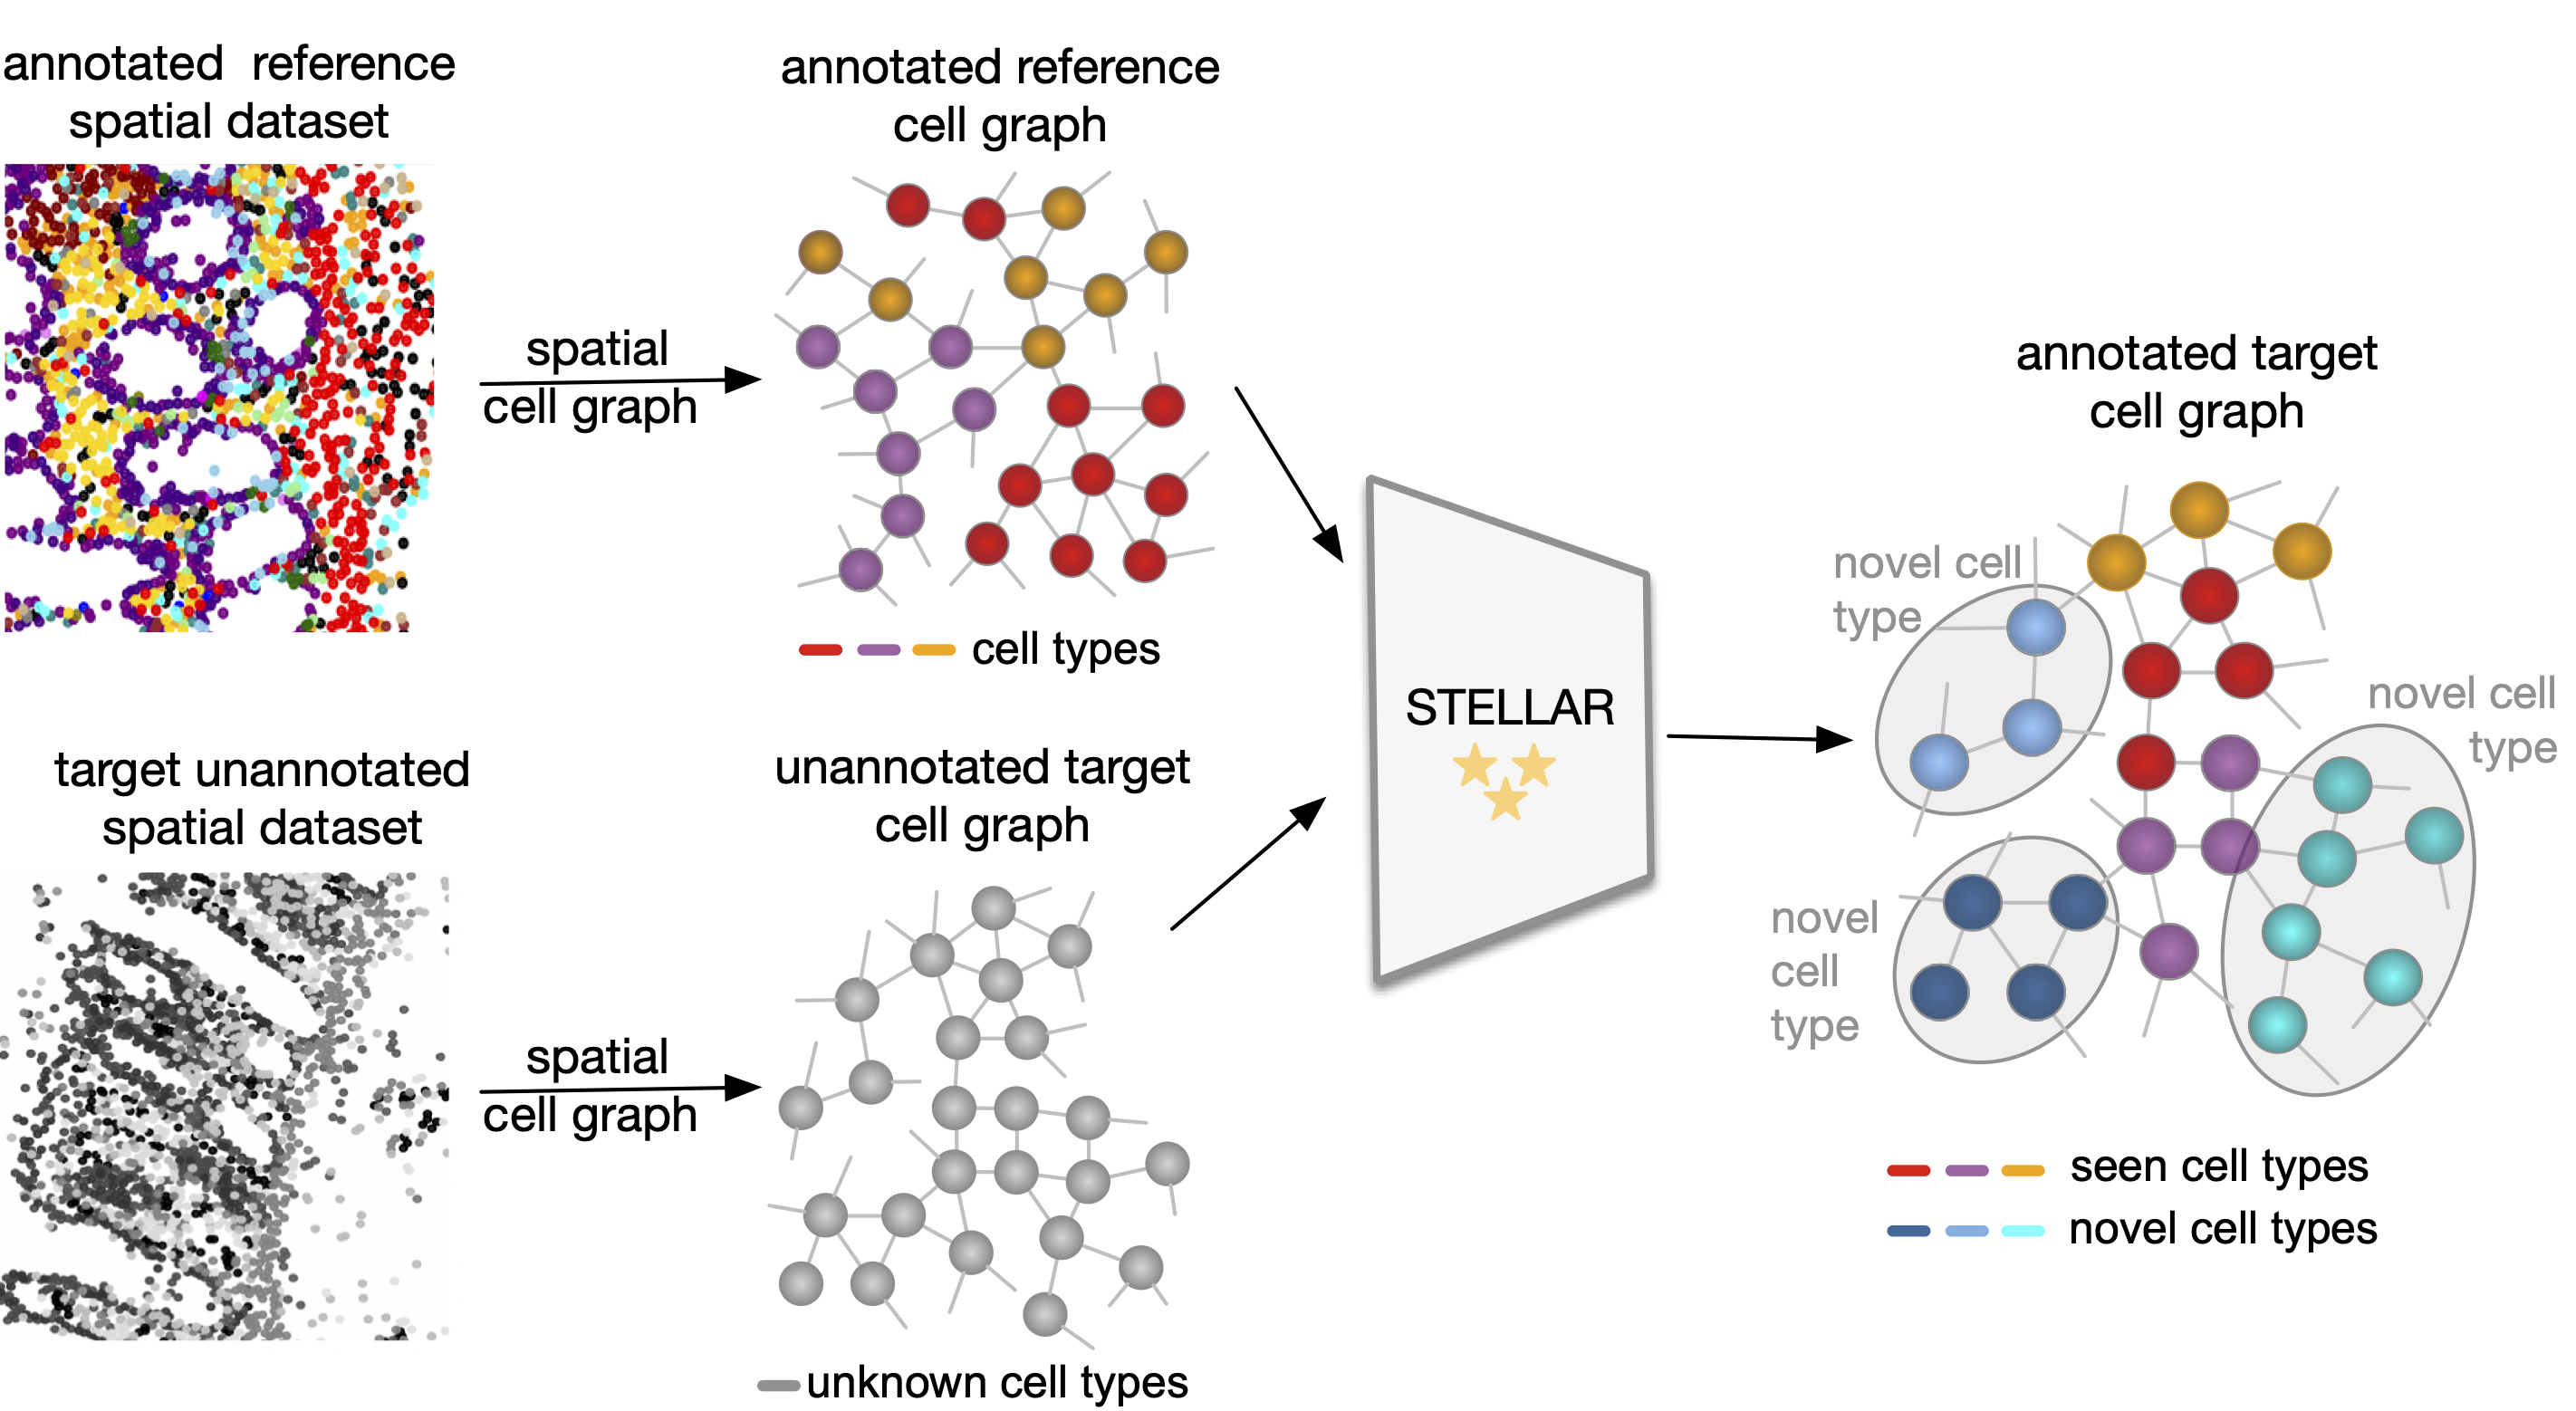 annotated reference
spatial dataset
spatial
cell graph
annotated reference
cell graph
cell types
target unannotated
spatial dataset
spatial
cell graph
unannotated target
cell graph
unknown cell types
STELLAR
annotated target
cell graph
novel cell
type
novel cell
type
novel
cell
type
seen cell types
novel cell types